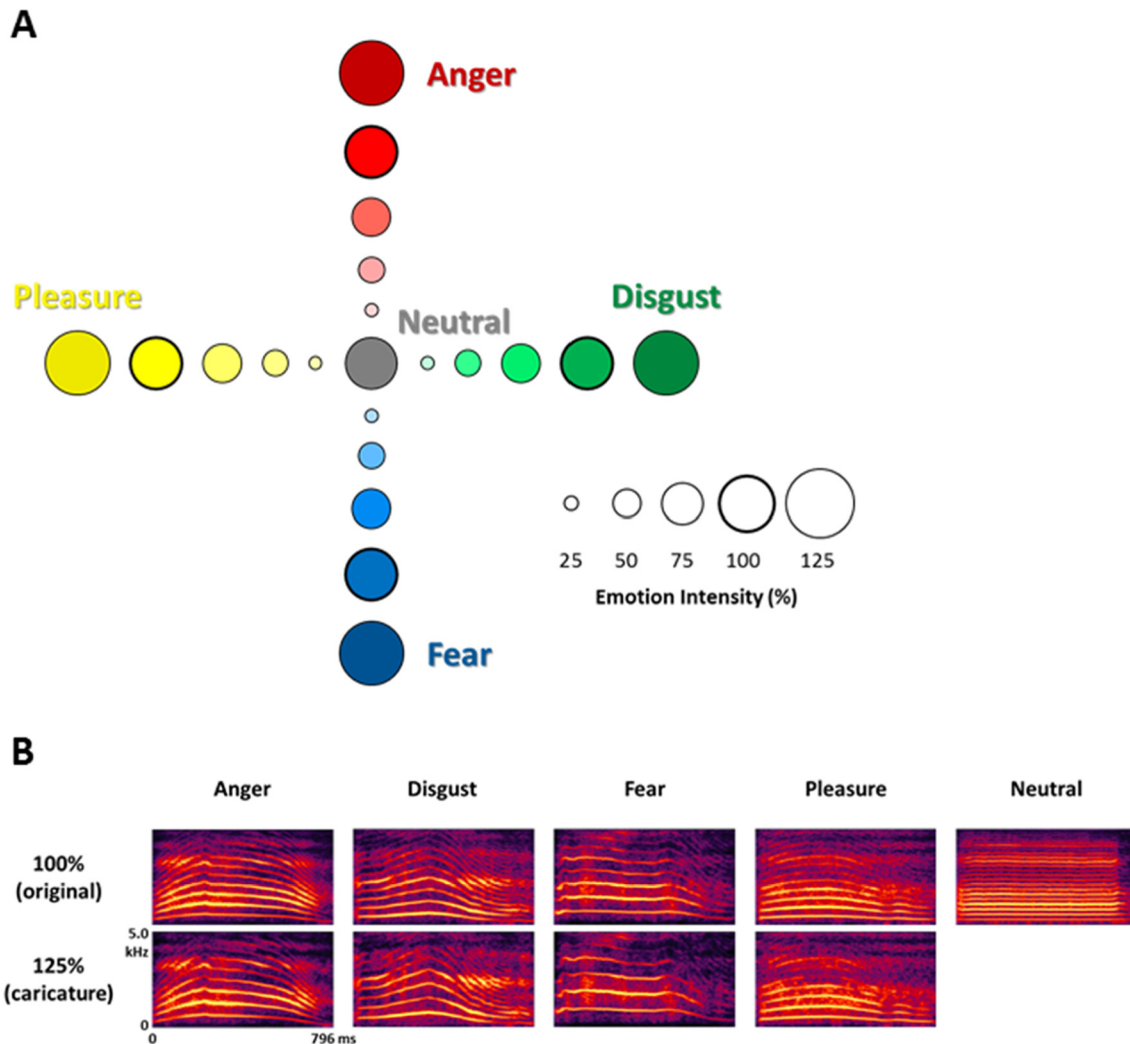 A
Anger
Pleasure
Neutral
Disgust
25 50 75 100 125
Emotion Intensity (%)
Fear
B
Anger Disgust Fear Pleasure Neutral
100%
(original)
5.0
kHz
125%
(caricature)
0
0 796 ms